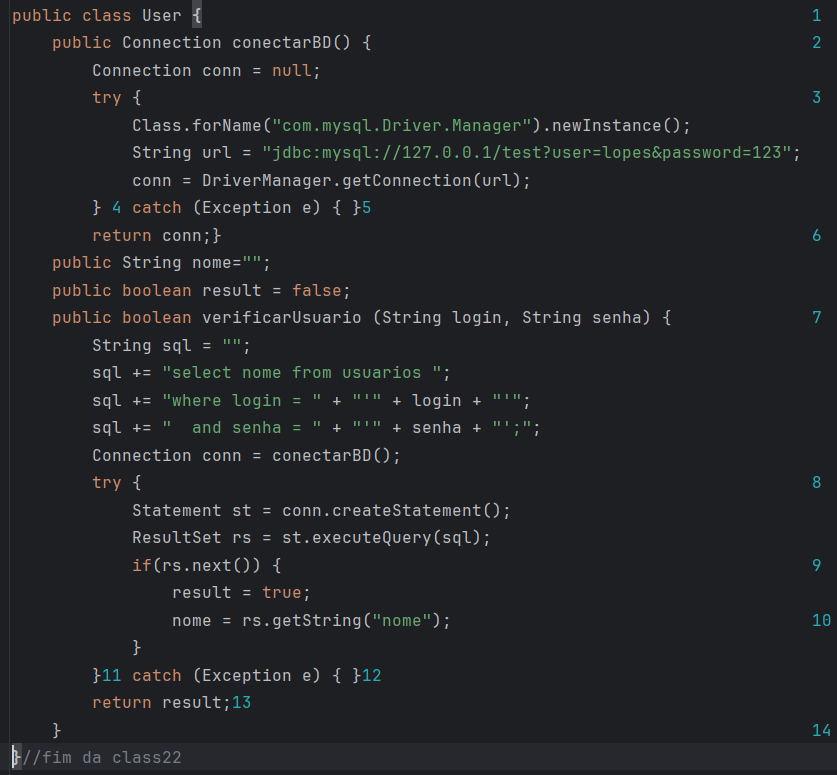 public class User { 1
    public Connection conectarBD() { 2
        Connection conn = null;
        try { 3
            Class.forName("com.mysql.Driver.Manager").newInstance();
            String url = "jdbc:mysql://127.0.0.1/test?user=lopes&password=123";
            conn = DriverManager.getConnection(url);
        } 4 catch (Exception e) { }5
        return conn;} 6
    public String nome="";
    public boolean result = false;
    public boolean verificarUsuario (String login, String senha) { 7
        String sql = "";
        sql += "select nome from usuarios ";
        sql += "where login = " + "'" + login + "'";
        sql += "  and senha = " + "'" + senha + "';";
        Connection conn = conectarBD();
        try { 8
            Statement st = conn.createStatement();
            ResultSet rs = st.executeQuery(sql);
            if(rs.next()) { 9
                result = true;
                nome = rs.getString("nome"); 10
            }
        }11 catch (Exception e) { }12
        return result;13
    } 14
}//fim da class22